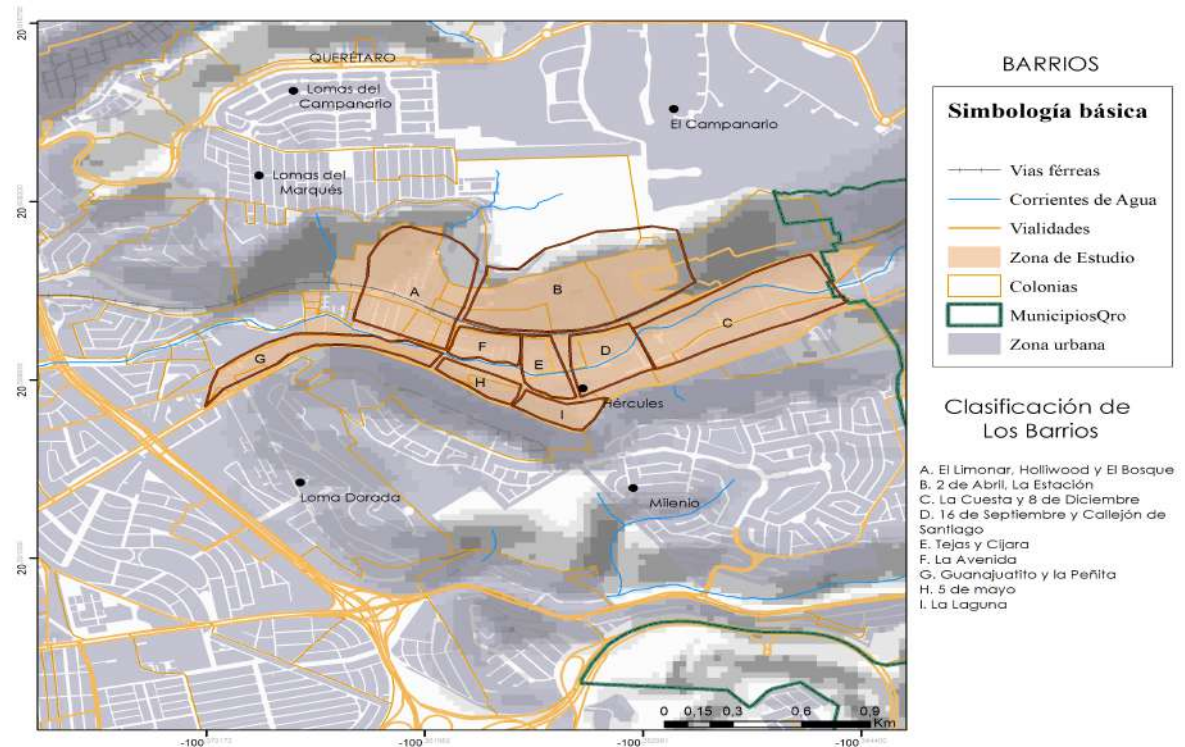 QUERÉTARO
Lomas del
Campanario
El Campanario
Lomas del
Marqués
A
B
C
F
E
D
G
H
I
Hércules
Loma Dorada
Milenio
0 0,15 0,3 0,6 0,9
Km
20
20
20
20
-100
-100
-100
-100
BARRIOS
Simbología básica
Vias férreas
Corrientes de Agua
Vialidades
Zona de Estudio
Colonias
MunicipiosQro
Zona urbana
Clasificación de
Los Barrios
A. El Limonar, Holliwood y El Bosque
B. 2 de Abril, La Estación
C. La Cuesta y 8 de Diciembre
D. 16 de Septiembre y Callejón de
Santiago
E. Tejas y Cijara
F. La Avenida
G. Guanajuatito y la Peñita
H. 5 de mayo
I. La Laguna